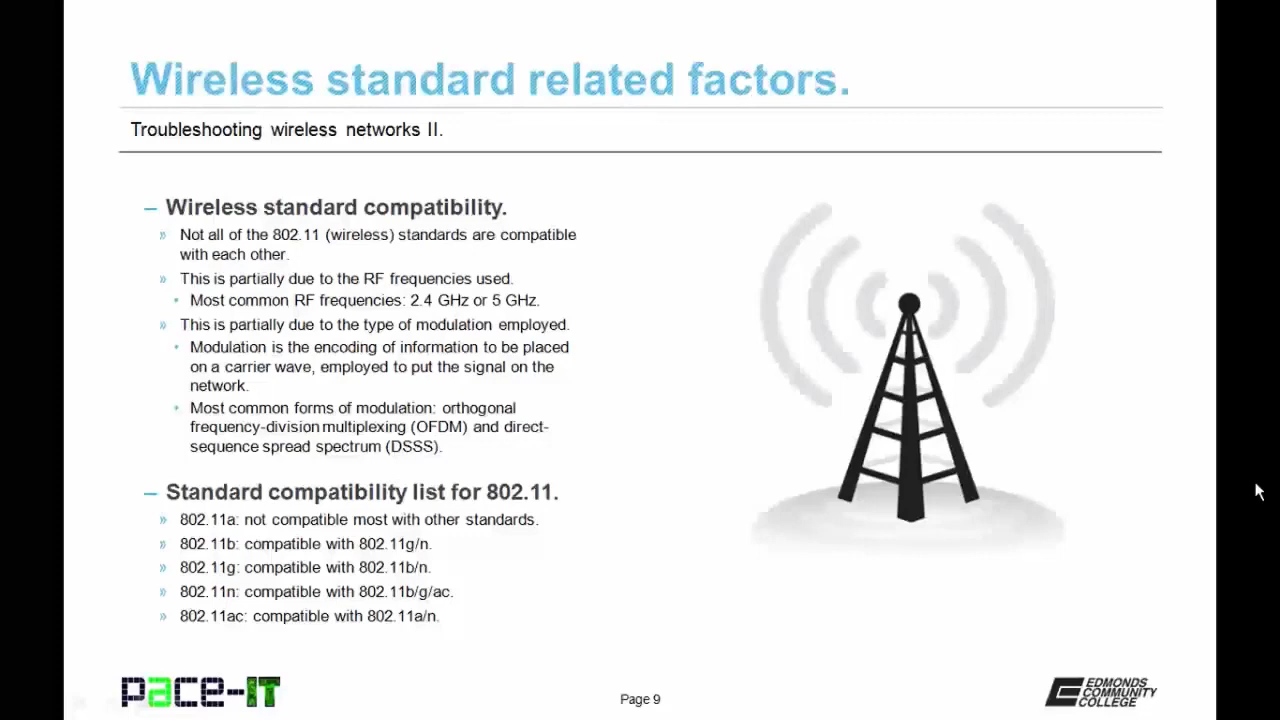 Wireless standard related factors.
Troubleshooting wireless networks II.
– Wireless standard compatibility.
» Not all of the 802.11 (wireless) standards are compatible
with each other.
» This is partially due to the RF frequencies used.
• Most common RF frequencies: 2.4 GHz or 5 GHz.
» This is partially due to the type of modulation employed.
• Modulation is the encoding of information to be placed
on a carrier wave, employed to put the signal on the
network.
• Most common forms of modulation: orthogonal
frequency-division multiplexing (OFDM) and direct-
sequence spread spectrum (DSSS).
– Standard compatibility list for 802.11.
» 802.11a: not compatible most with other standards.
» 802.11b: compatible with 802.11g/n.
» 802.11g: compatible with 802.11b/n.
» 802.11n: compatible with 802.11b/g/ac.
» 802.11ac: compatible with 802.11a/n.
pace-IT
Page 9
EDMONDS
COMMUNITY
COLLEGE